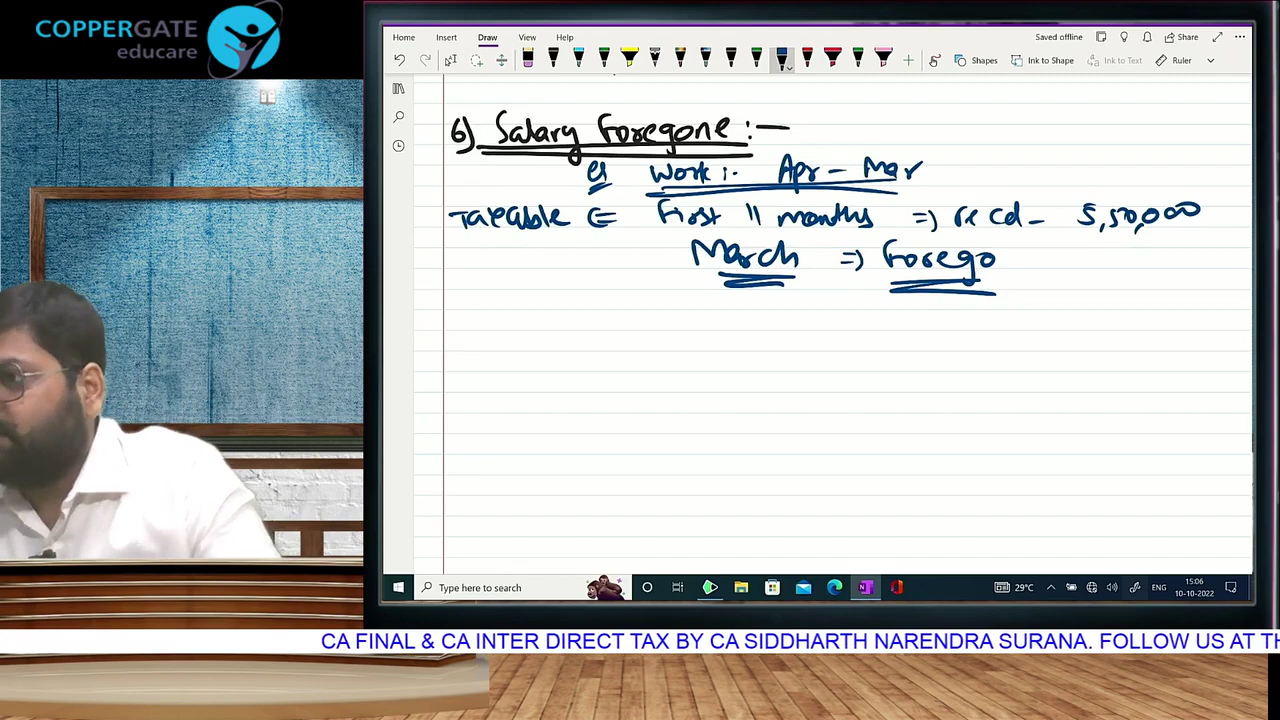 COPPERGATE
educare
Home Insert Draw View Help
Saved offline
Share
Shapes
Ink to Shape
Ink to Text
Ruler
6) Salary Foregone :-
eg Work :- Apr - Mar
Taxable ⇐ First 11 months ⇒ recd - 5,50,000
March ⇒ Forego
Type here to search
29°C
ENG
15:06
10-10-2022
CA FINAL & CA INTER DIRECT TAX BY CA SIDDHARTH NARENDRA SURANA. FOLLOW US AT TH